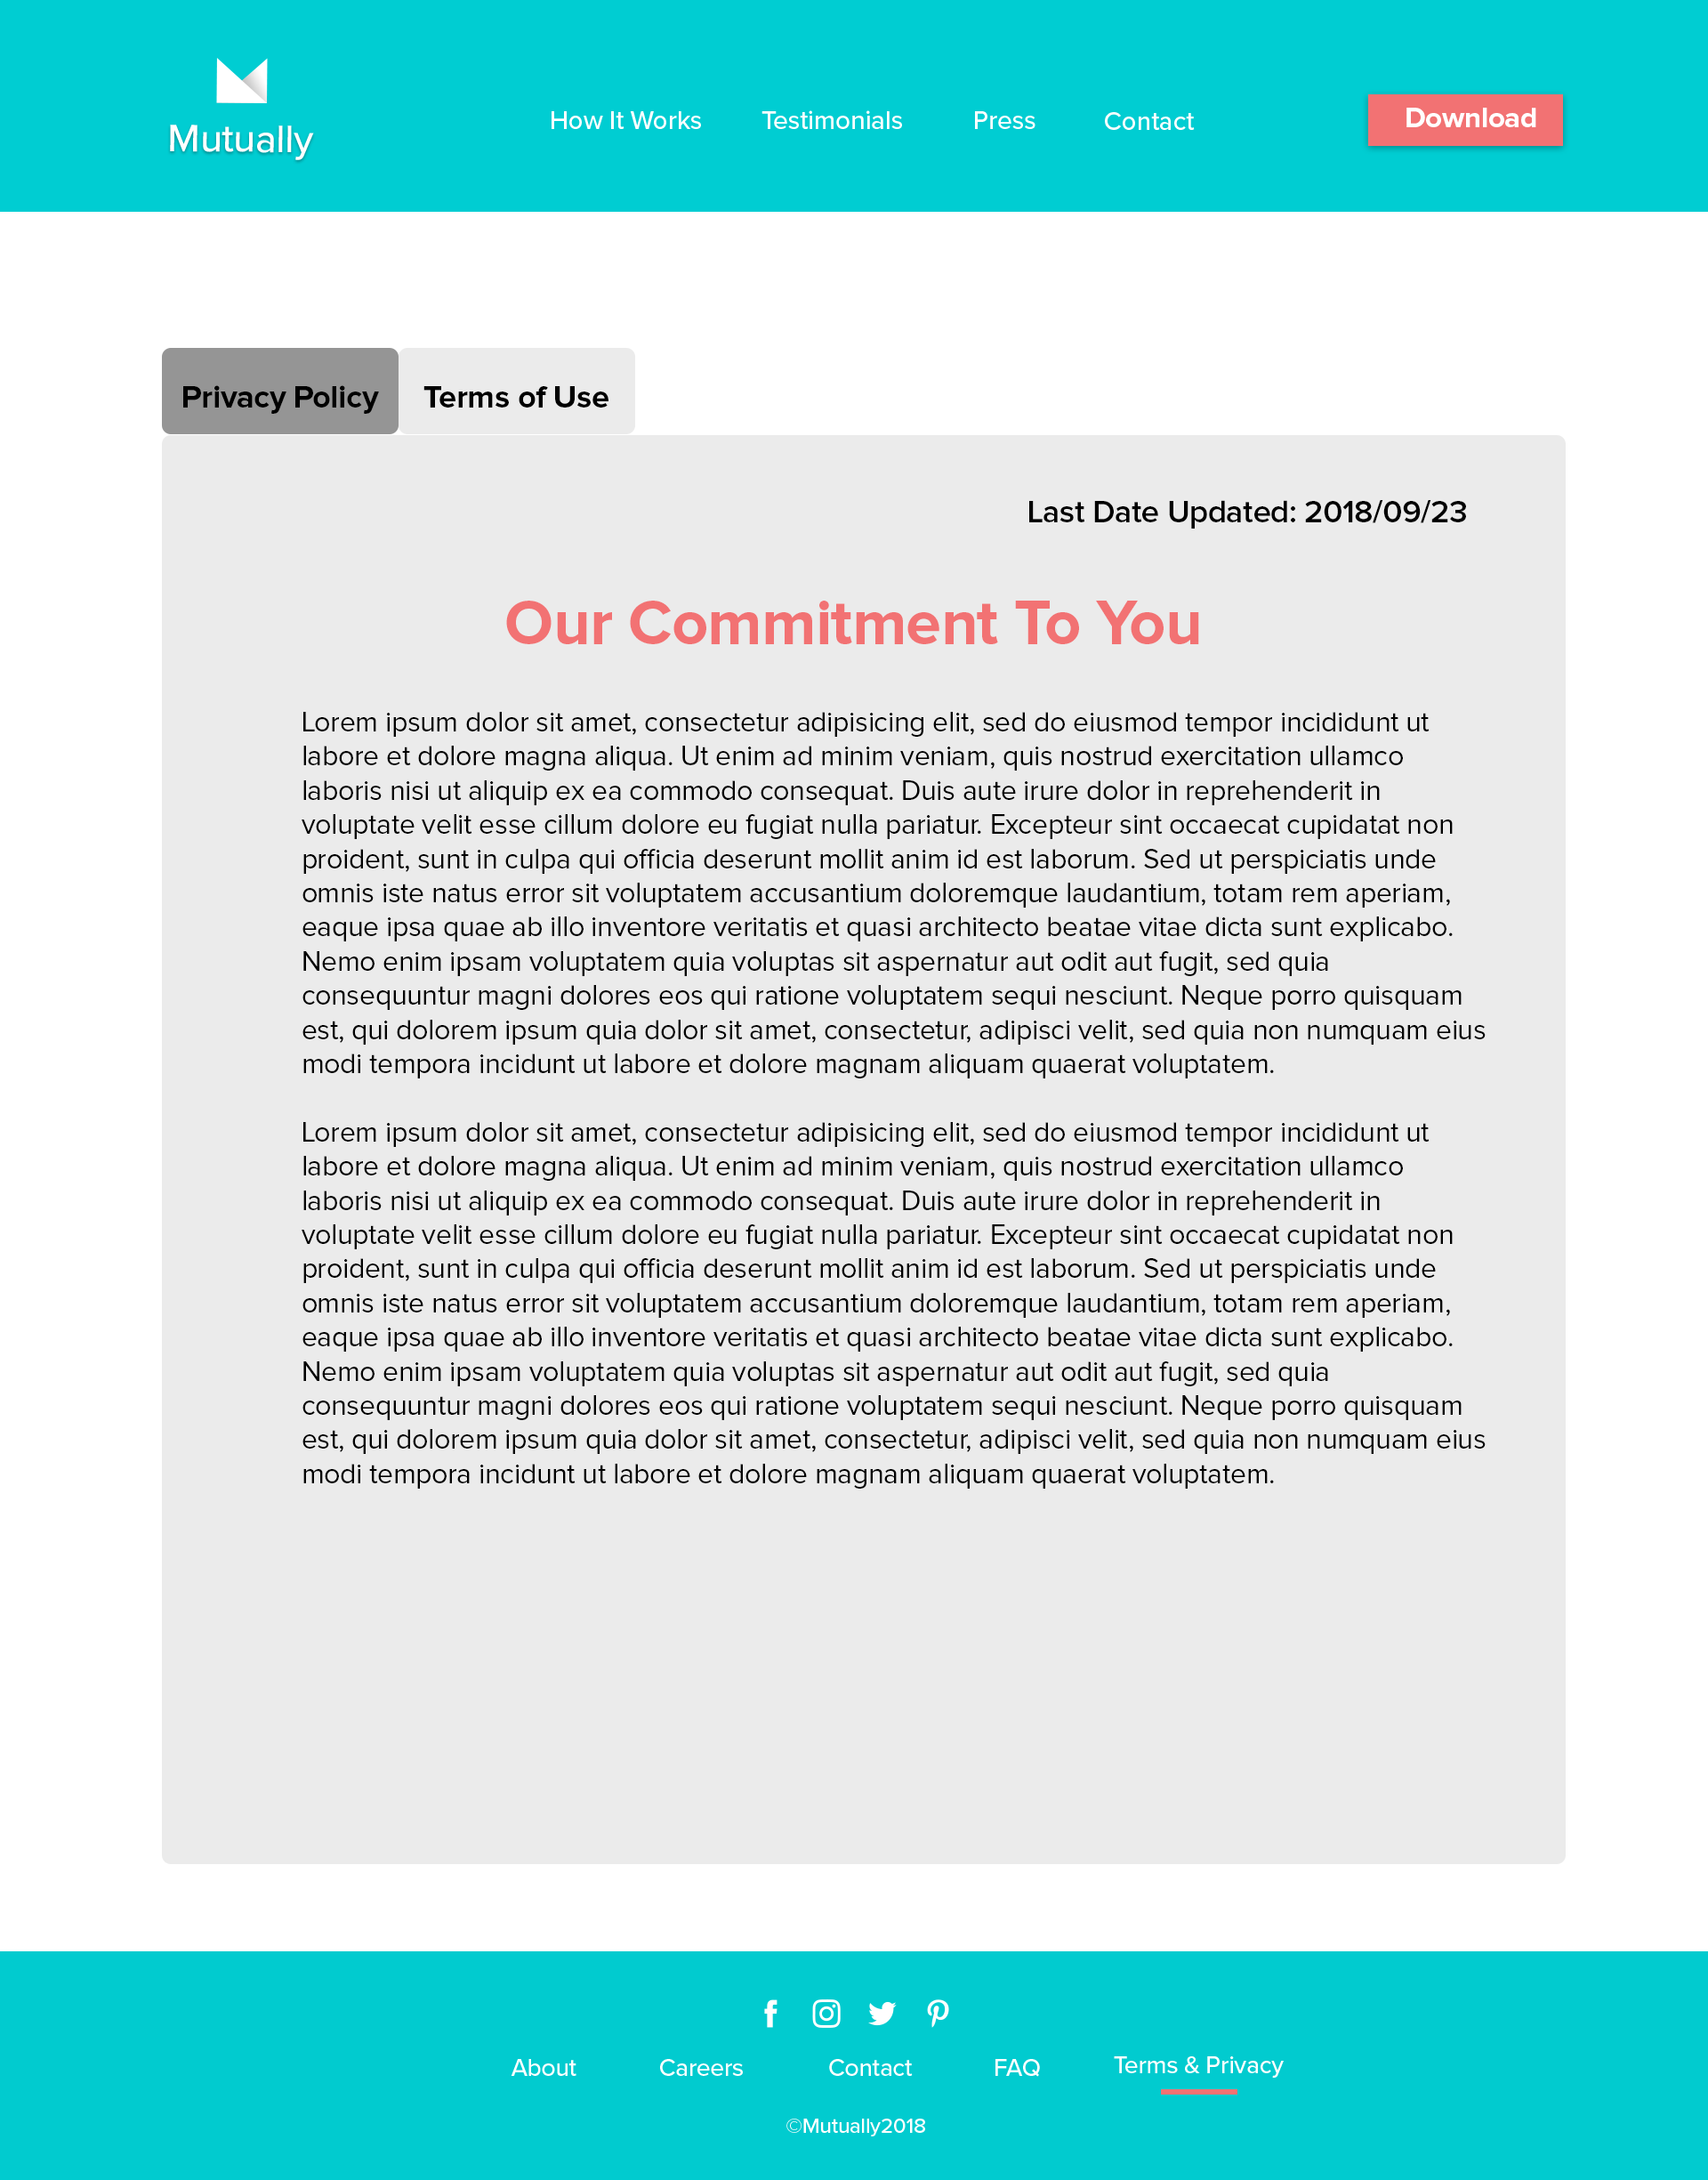 Mutually
How It Works
Testimonials
Press
Contact
Download
Privacy Policy
Terms of Use
Last Date Updated: 2018/09/23
Our Commitment To You
Lorem ipsum dolor sit amet, consectetur adipisicing elit, sed do eiusmod tempor incididunt ut
labore et dolore magna aliqua. Ut enim ad minim veniam, quis nostrud exercitation ullamco
laboris nisi ut aliquip ex ea commodo consequat. Duis aute irure dolor in reprehenderit in
voluptate velit esse cillum dolore eu fugiat nulla pariatur. Excepteur sint occaecat cupidatat non
proident, sunt in culpa qui officia deserunt mollit anim id est laborum. Sed ut perspiciatis unde
omnis iste natus error sit voluptatem accusantium doloremque laudantium, totam rem aperiam,
eaque ipsa quae ab illo inventore veritatis et quasi architecto beatae vitae dicta sunt explicabo.
Nemo enim ipsam voluptatem quia voluptas sit aspernatur aut odit aut fugit, sed quia
consequuntur magni dolores eos qui ratione voluptatem sequi nesciunt. Neque porro quisquam
est, qui dolorem ipsum quia dolor sit amet, consectetur, adipisci velit, sed quia non numquam eius
modi tempora incidunt ut labore et dolore magnam aliquam quaerat voluptatem.
Lorem ipsum dolor sit amet, consectetur adipisicing elit, sed do eiusmod tempor incididunt ut
labore et dolore magna aliqua. Ut enim ad minim veniam, quis nostrud exercitation ullamco
laboris nisi ut aliquip ex ea commodo consequat. Duis aute irure dolor in reprehenderit in
voluptate velit esse cillum dolore eu fugiat nulla pariatur. Excepteur sint occaecat cupidatat non
proident, sunt in culpa qui officia deserunt mollit anim id est laborum. Sed ut perspiciatis unde
omnis iste natus error sit voluptatem accusantium doloremque laudantium, totam rem aperiam,
eaque ipsa quae ab illo inventore veritatis et quasi architecto beatae vitae dicta sunt explicabo.
Nemo enim ipsam voluptatem quia voluptas sit aspernatur aut odit aut fugit, sed quia
consequuntur magni dolores eos qui ratione voluptatem sequi nesciunt. Neque porro quisquam
est, qui dolorem ipsum quia dolor sit amet, consectetur, adipisci velit, sed quia non numquam eius
modi tempora incidunt ut labore et dolore magnam aliquam quaerat voluptatem.
About
Careers
Contact
FAQ
Terms & Privacy
©Mutually2018